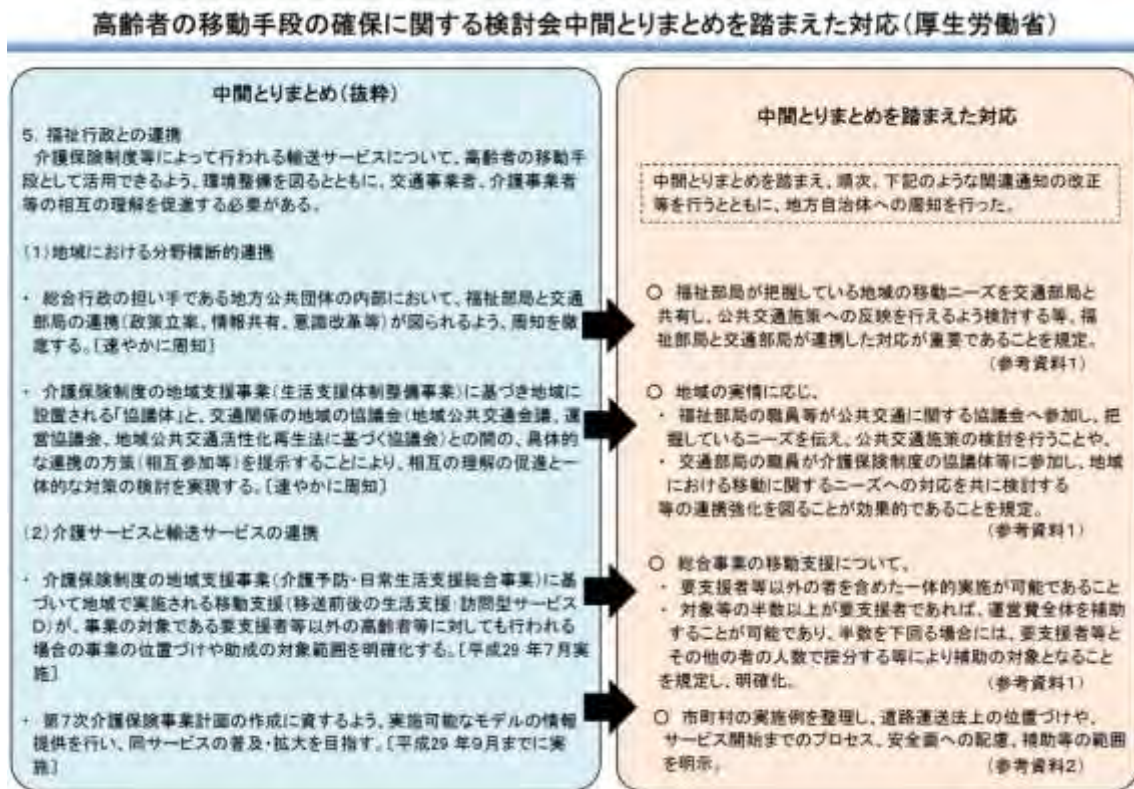 高齢者の移動手段の確保に関する検討会中間とりまとめを踏まえた対応(厚生労働省)
中間とりまとめ(抜粋)
5. 福祉行政との連携
介護保険制度等によって行われる輸送サービスについて、高齢者の移動手
段として活用できるよう、環境整備を図るとともに、交通事業者、介護事業者
等の相互の理解を促進する必要がある。
(1)地域における分野横断的連携
・ 総合行政の担い手である地方公共団体の内部において、福祉部局と交通
部局の連携(政策立案、情報共有、意識改革等)が図られるよう、周知を徹
底する。[速やかに周知]
・ 介護保険制度の地域支援事業(生活支援体制整備事業)に基づき地域に
設置される「協議体」と、交通関係の地域の協議会(地域公共交通会議、運
営協議会、地域公共交通活性化再生法に基づく協議会)との間の、具体的
な連携の方策(相互参加等)を提示することにより、相互の理解の促進と一
体的な対策の検討を実現する。[速やかに周知]
(2)介護サービスと輸送サービスの連携
・ 介護保険制度の地域支援事業(介護予防・日常生活支援総合事業)に基
づいて地域で実施される移動支援(移送前後の生活支援・訪問型サービス
D)が、事業の対象である要支援者等以外の高齢者等に対しても行われる
場合の事業の位置づけや助成の対象範囲を明確化する。[平成29 年7月実
施]
・ 第7次介護保険事業計画の作成に資するよう、実施可能なモデルの情報
提供を行い、同サービスの普及・拡大を目指す。[平成29 年9月までに実
施]
中間とりまとめを踏まえた対応
中間とりまとめを踏まえ、順次、下記のような関連通知の改正
等を行うとともに、地方自治体への周知を行った。
○ 福祉部局が把握している地域の移動ニーズを交通部局と
共有し、公共交通施策への反映を行えるよう検討する等、福
祉部局と交通部局が連携した対応が重要であることを規定。
(参考資料1)
○ 地域の実情に応じ、
・ 福祉部局の職員等が公共交通に関する協議会へ参加し、把
握しているニーズを伝え、公共交通施策の検討を行うことや、
・ 交通部局の職員が介護保険制度の協議体等に参加し、地域
における移動に関するニーズへの対応を共に検討する
等の連携強化を図ることが効果的であることを規定。
(参考資料1)
○ 総合事業の移動支援について、
・ 要支援者等以外の者を含めた一体的実施が可能であること
・ 対象等の半数以上が要支援者であれば、運営費全体を補助
することが可能であり、半数を下回る場合には、要支援者等と
その他の者の人数で按分する等により補助の対象となること
を規定し、明確化。 (参考資料1)
○ 市町村の実施例を整理し、道路運送法上の位置づけや、
サービス開始までのプロセス、安全面への配慮、補助等の範囲
を明示。 (参考資料2)